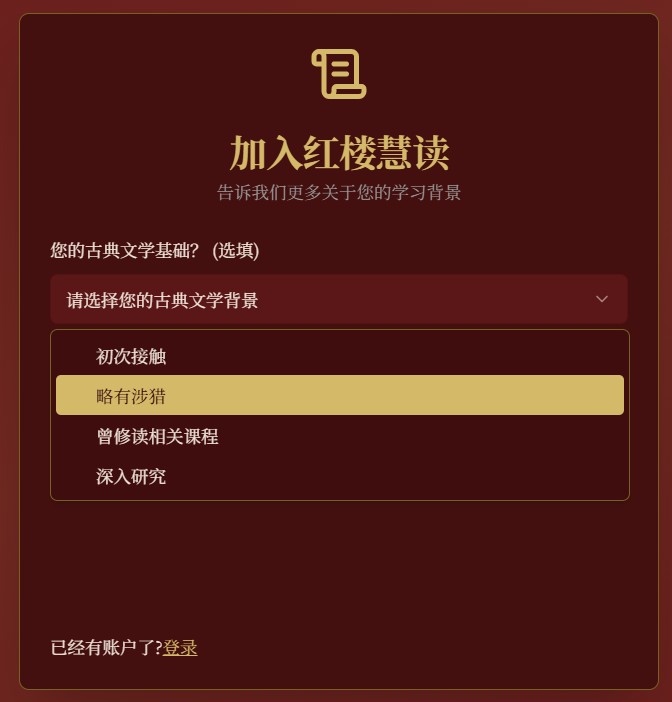 加入红楼慧读
告诉我们更多关于您的学习背景
您的古典文学基础？ (选填)
请选择您的古典文学背景
初次接触
略有涉猎
曾修读相关课程
深入研究
已经有账户了?登录